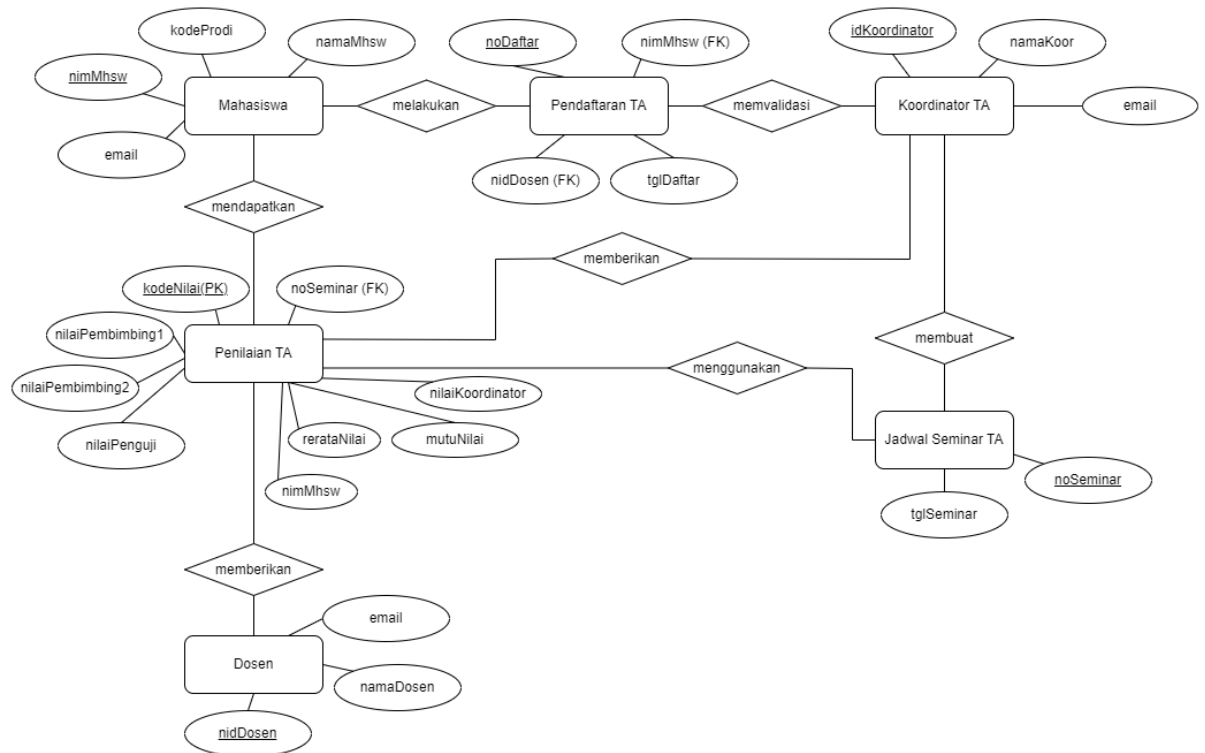 kodeProdi
namaMhsw
noDaftar
nimMhsw (FK)
idKoordinator
namaKoor
nimMhsw
Mahasiswa
melakukan
Pendaftaran TA
memvalidasi
Koordinator TA
email
email
nidDosen (FK)
tglDaftar
mendapatkan
memberikan
kodeNilai(PK)
noSeminar (FK)
nilaiPembimbing1
Penilaian TA
membuat
menggunakan
nilaiPembimbing2
nilaiKoordinator
nilaiPenguji
rerataNilai
mutuNilai
Jadwal Seminar TA
nimMhsw
noSeminar
tglSeminar
memberikan
email
Dosen
namaDosen
nidDosen